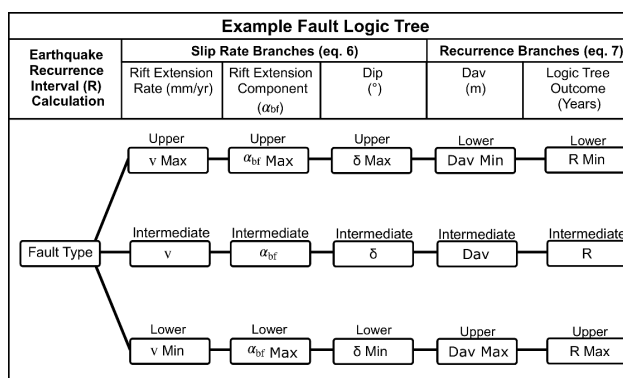 Example Fault Logic Tree
Earthquake
Recurrence
Interval (R)
Calculation
Slip Rate Branches (eq. 6)
Recurrence Branches (eq. 7)
Rift Extension
Rate (mm/yr)
Rift Extension
Component
(αbf)
Dip
(°)
Dav
(m)
Logic Tree
Outcome
(Years)
Upper
Upper
Upper
Lower
Lower
v Max
αbf Max
δ Max
Dav Min
R Min
Intermediate
Intermediate
Intermediate
Intermediate
Intermediate
Fault Type
v
αbf
δ
Dav
R
Lower
Lower
Lower
Upper
Upper
v Min
αbf Max
δ Min
Dav Max
R Max